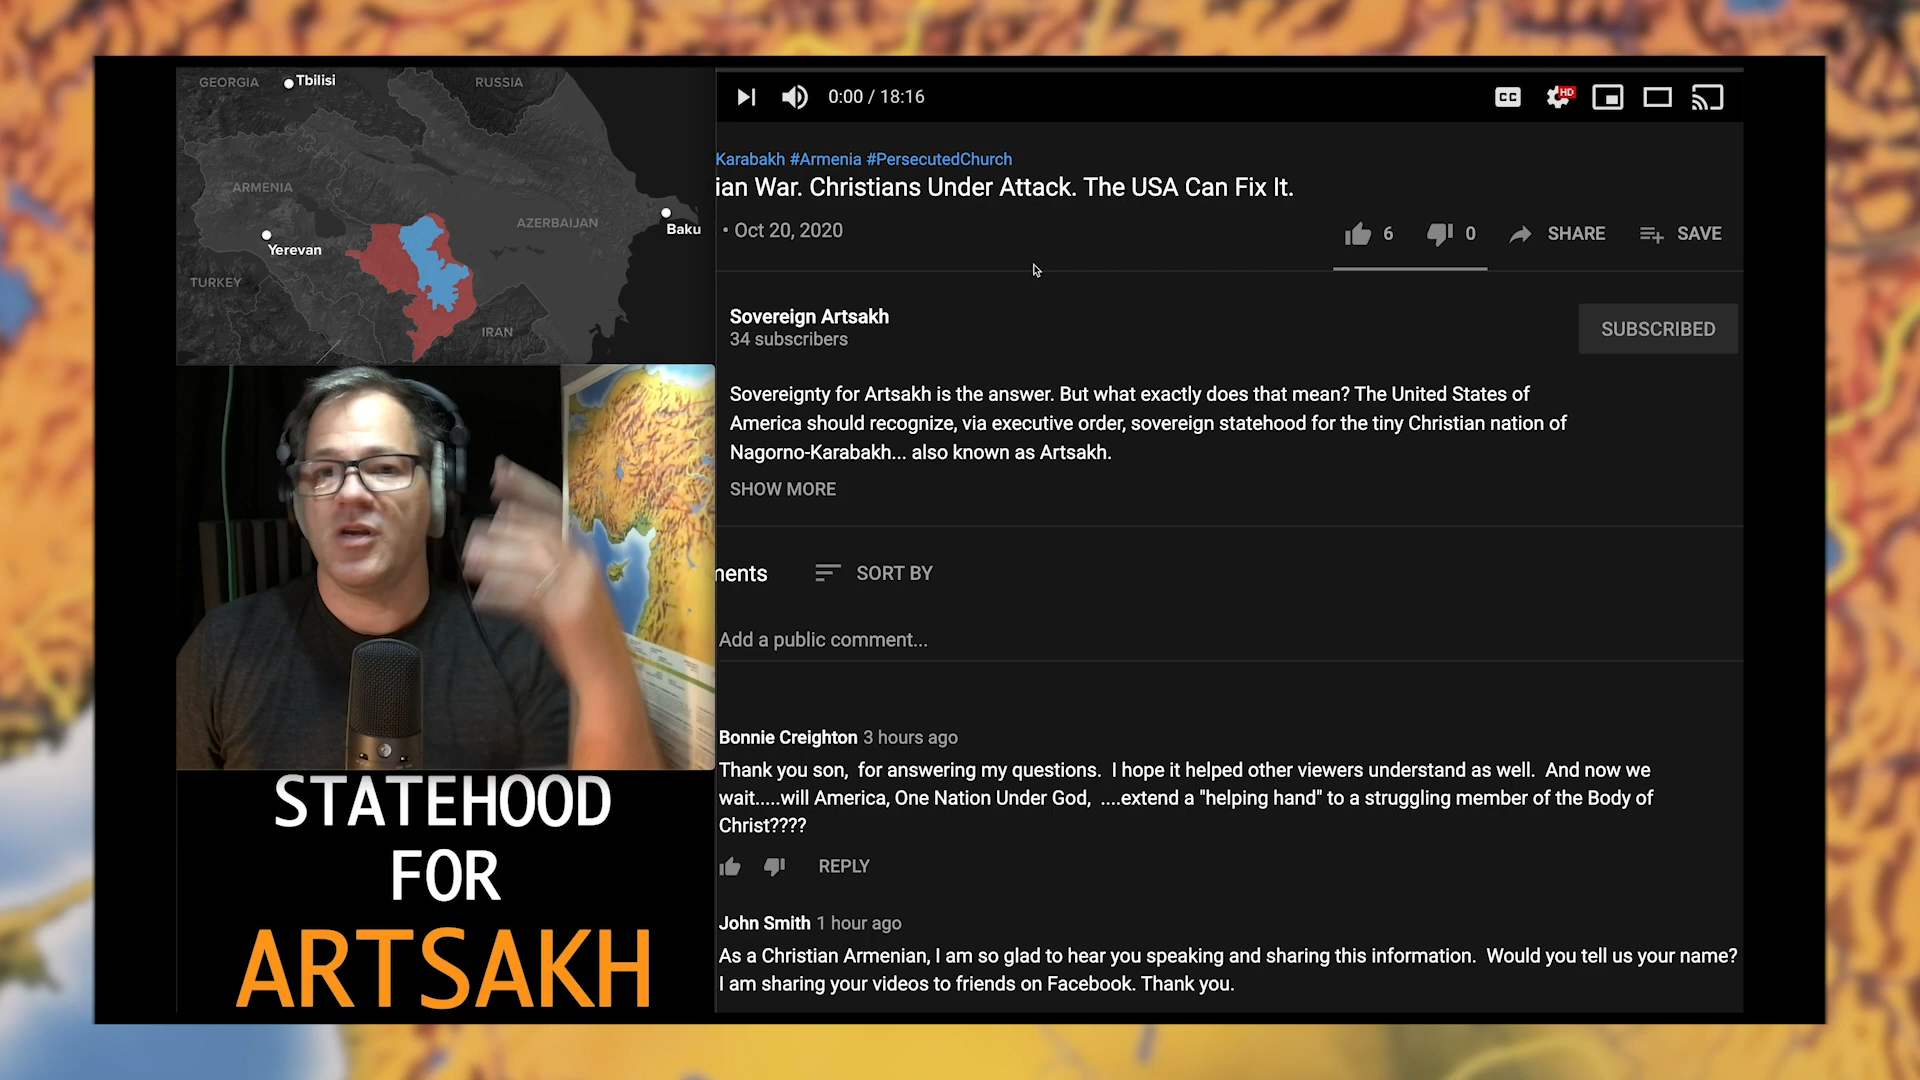 GEORGIA
Tbilisi
RUSSIA
ARMENIA
AZERBAIJAN
Baku
Yerevan
TURKEY
IRAN
STATEHOOD
FOR
ARTSAKH
0:00 / 18:16
CC
HD
Karabakh #Armenia #PersecutedChurch
ian War. Christians Under Attack. The USA Can Fix It.
• Oct 20, 2020
6
0
SHARE
SAVE
Sovereign Artsakh
34 subscribers
SUBSCRIBED
Sovereignty for Artsakh is the answer. But what exactly does that mean? The United States of
America should recognize, via executive order, sovereign statehood for the tiny Christian nation of
Nagorno-Karabakh... also known as Artsakh.
SHOW MORE
nents SORT BY
Add a public comment...
Bonnie Creighton 3 hours ago
Thank you son, for answering my questions. I hope it helped other viewers understand as well. And now we
wait.....will America, One Nation Under God, ....extend a "helping hand" to a struggling member of the Body of
Christ????
REPLY
John Smith 1 hour ago
As a Christian Armenian, I am so glad to hear you speaking and sharing this information. Would you tell us your name?
I am sharing your videos to friends on Facebook. Thank you.